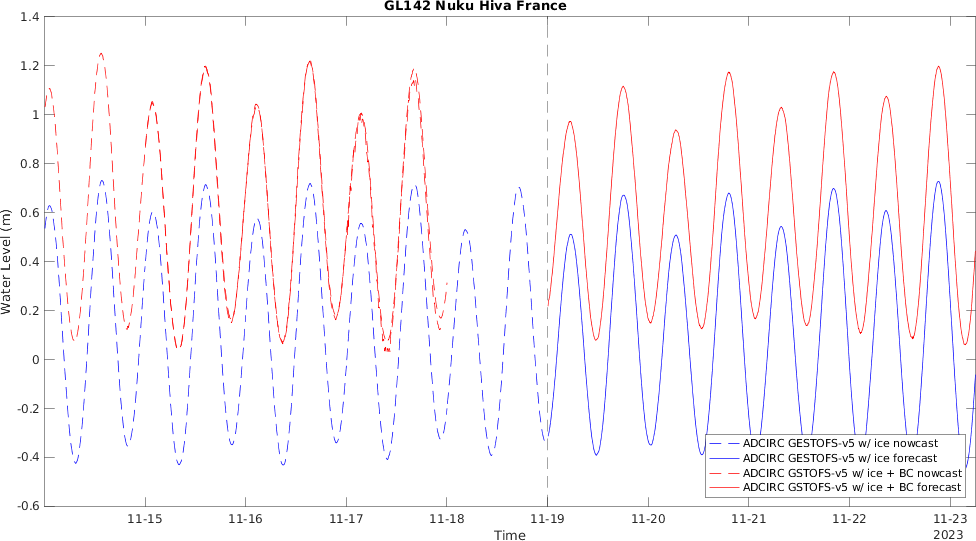 GL142 Nuku Hiva France
Water Level (m)
1.4
1.2
1
0.8
0.6
0.4
0.2
0
-0.2
-0.4
-0.6
ADCIRC GESTOFS-v5 w/ ice nowcast
ADCIRC GESTOFS-v5 w/ ice forecast
ADCIRC GSTOFS-v5 w/ ice + BC nowcast
ADCIRC GSTOFS-v5 w/ ice + BC forecast
11-15 11-16 11-17 11-18 11-19 11-20 11-21 11-22 11-23
2023
Time